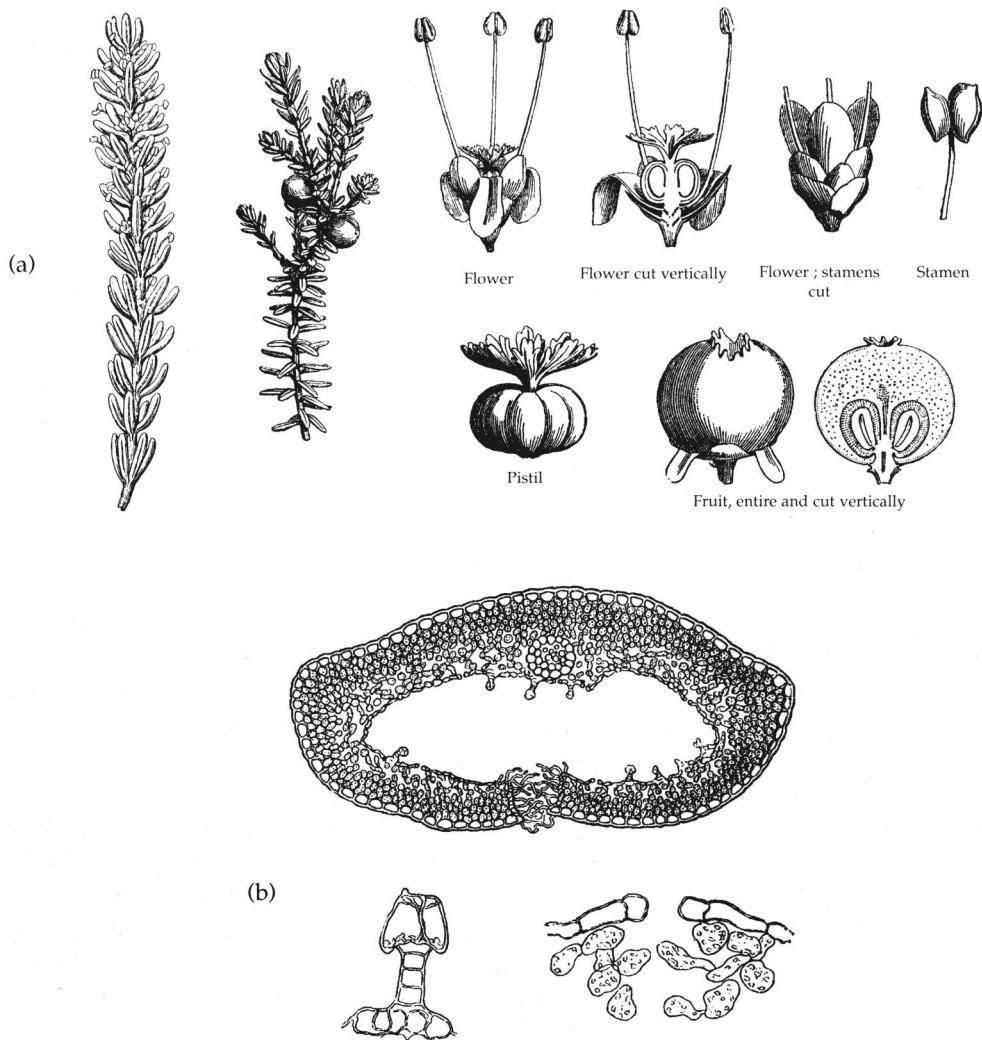 (a)
Flower
Flower cut vertically
Flower ; stamens
cut
Stamen
Pistil
Fruit, entire and cut vertically
(b)